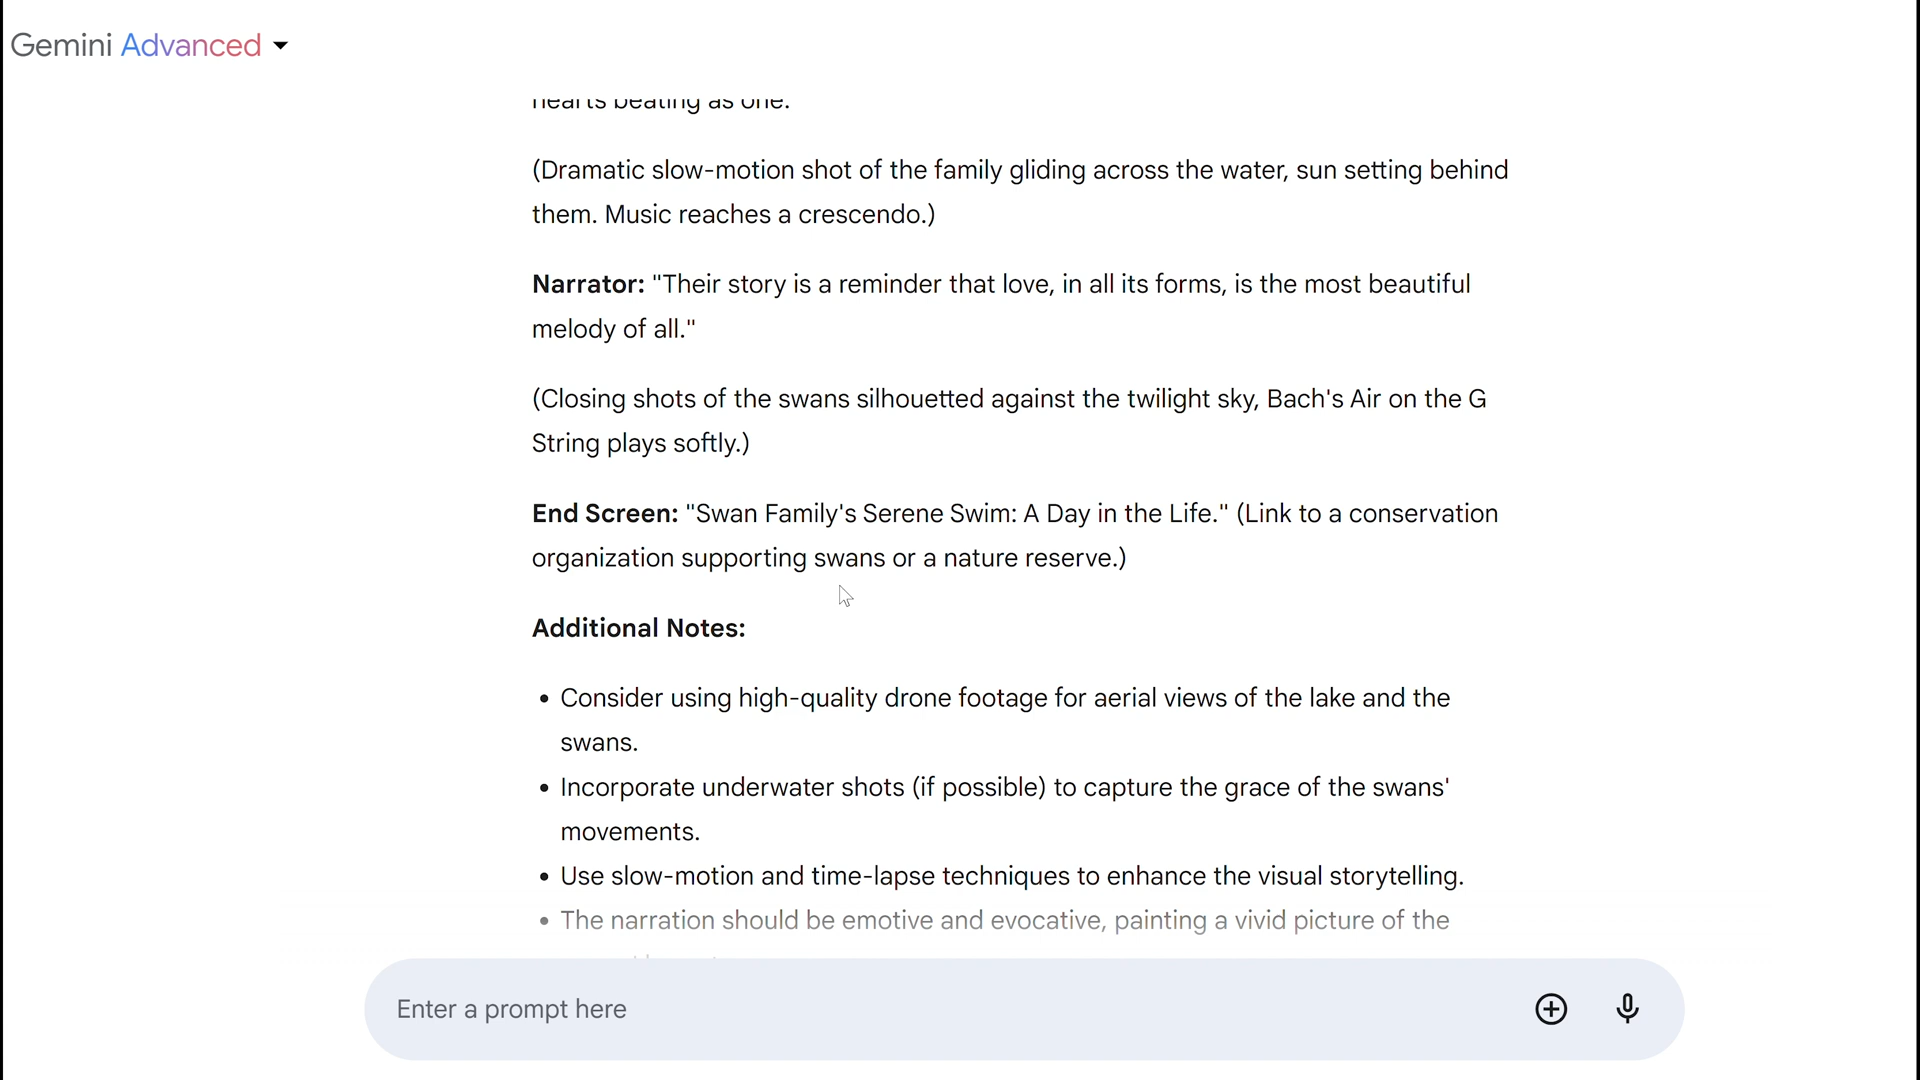 Gemini Advanced
hearts beating as one.
(Dramatic slow-motion shot of the family gliding across the water, sun setting behind
them. Music reaches a crescendo.)
Narrator: "Their story is a reminder that love, in all its forms, is the most beautiful
melody of all."
(Closing shots of the swans silhouetted against the twilight sky, Bach's Air on the G
String plays softly.)
End Screen: "Swan Family's Serene Swim: A Day in the Life." (Link to a conservation
organization supporting swans or a nature reserve.)
Additional Notes:
• Consider using high-quality drone footage for aerial views of the lake and the
swans.
• Incorporate underwater shots (if possible) to capture the grace of the swans'
movements.
• Use slow-motion and time-lapse techniques to enhance the visual storytelling.
• The narration should be emotive and evocative, painting a vivid picture of the
Enter a prompt here